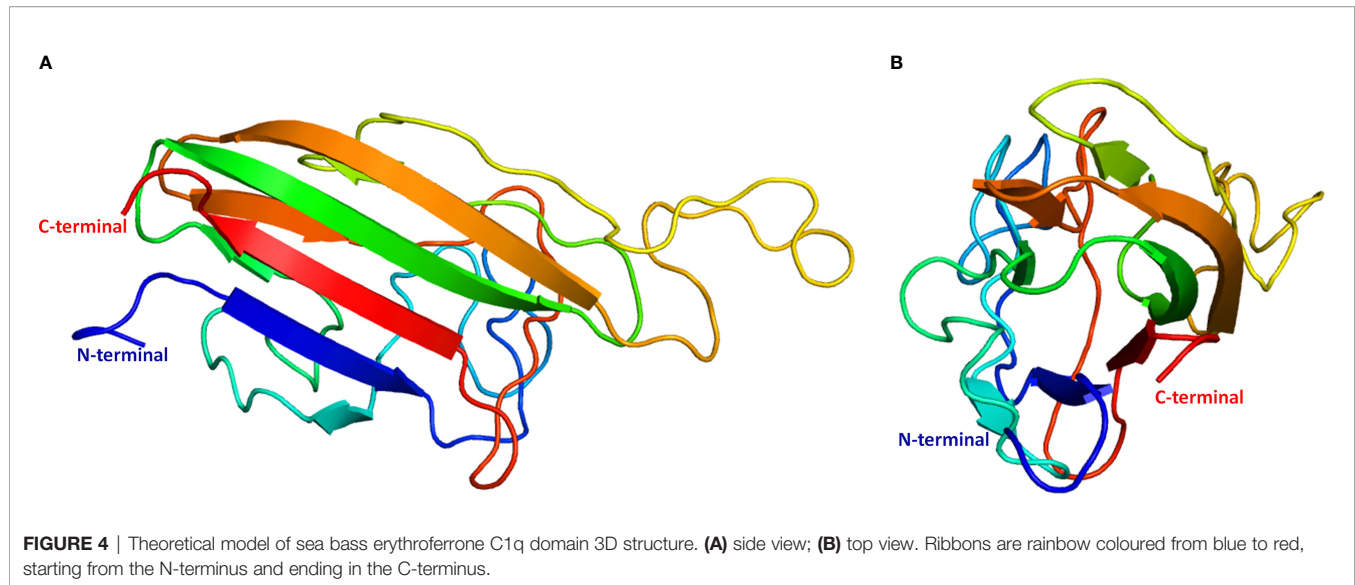 A
B
C-terminal
N-terminal
C-terminal
N-terminal
FIGURE 4 | Theoretical model of sea bass erythroferrone C1q domain 3D structure. (A) side view; (B) top view. Ribbons are rainbow coloured from blue to red,
starting from the N-terminus and ending in the C-terminus.